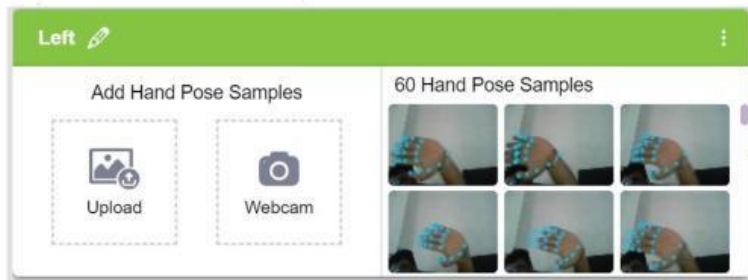 Left
Add Hand Pose Samples
Upload
Webcam
60 Hand Pose Samples